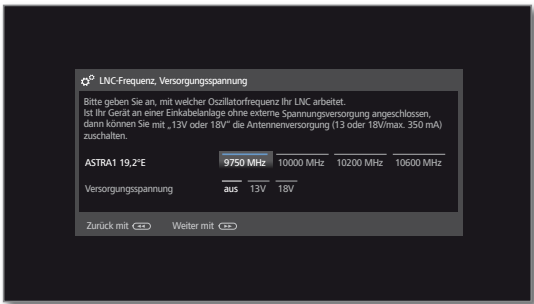 LNC-Frequenz, Versorgungsspannung
Bitte geben Sie an, mit welcher Oszillatorfrequenz Ihr LNC arbeitet.
Ist Ihr Gerät an einer Einkabelanlage ohne externe Spannungsversorgung angeschlossen,
dann können Sie mit „13V oder 18V" die Antennenversorgung (13 oder 18V/max. 350 mA)
zuschalten.
ASTRA1 19,2°E 9750 MHz 10000 MHz 10200 MHz 10600 MHz
Versorgungsspannung aus 13V 18V
Zurück mit Weiter mit